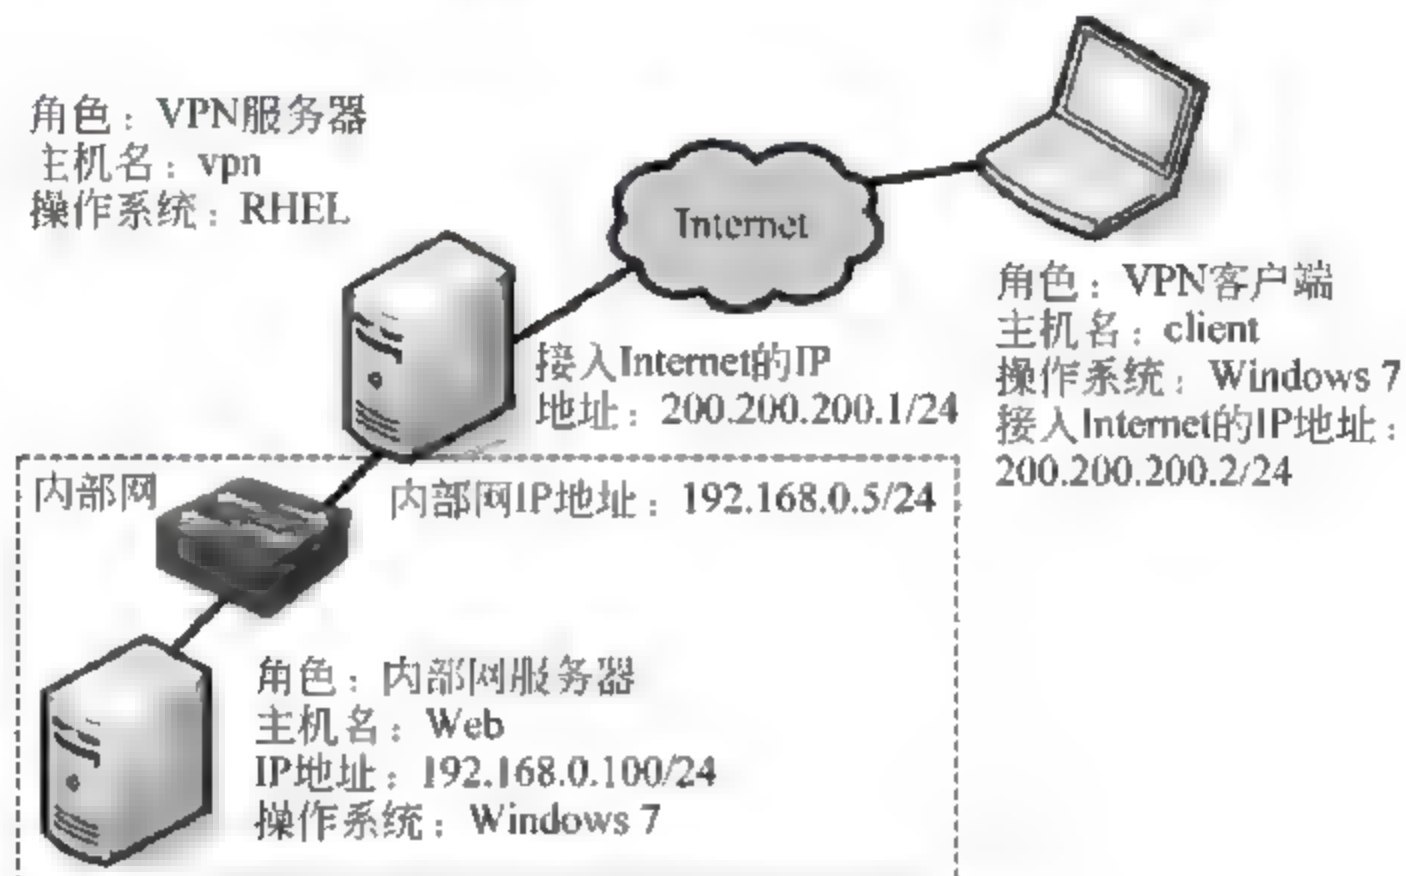 角色：VPN服务器
主机名：vpn
操作系统：RHEL
Internet
接入Internet的IP
地址：200.200.200.1/24
角色：VPN客户端
主机名：client
操作系统：Windows 7
接入Internet的IP地址：
200.200.200.2/24
内部网
内部网IP地址：192.168.0.5/24
角色：内部网服务器
主机名：Web
IP地址：192.168.0.100/24
操作系统：Windows 7